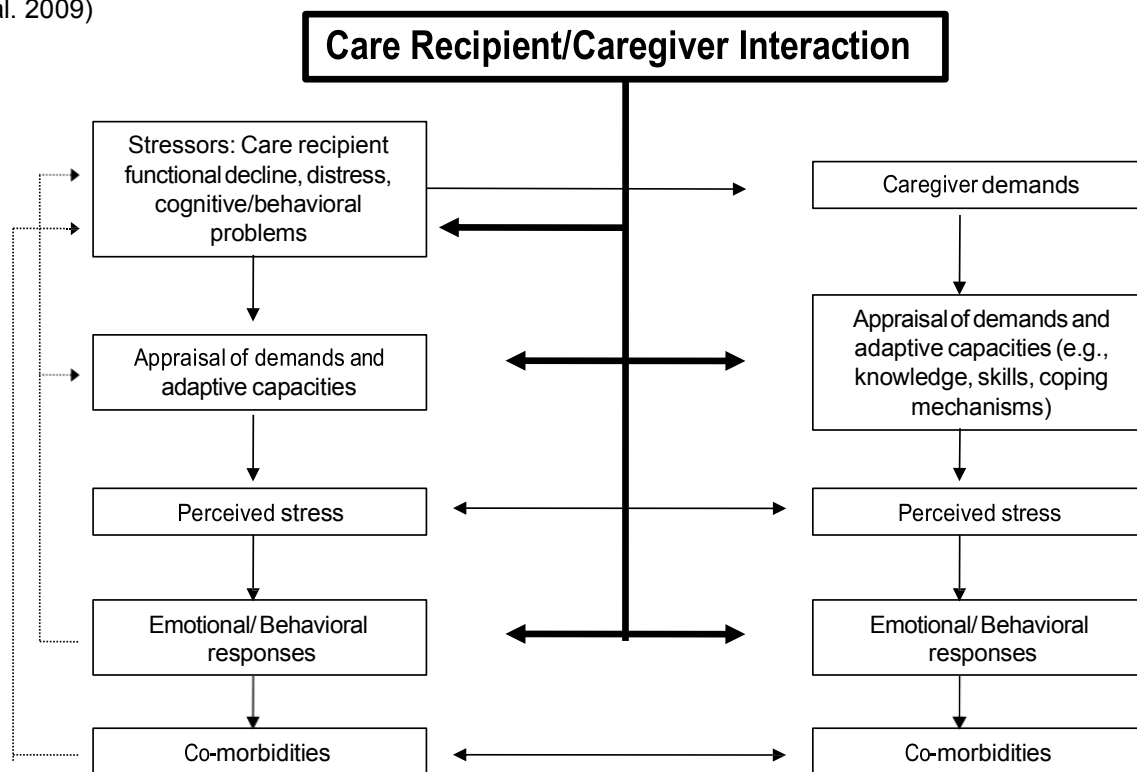 al. 2009)
Care Recipient/Caregiver Interaction
Stressors: Care recipient
functional decline, distress,
cognitive/behavioral
problems
Caregiver demands
Appraisal of demands and
adaptive capacities
Appraisal of demands and
adaptive capacities (e.g.,
knowledge, skills, coping
mechanisms)
Perceived stress
Perceived stress
Emotional/ Behavioral
responses
Emotional/ Behavioral
responses
Co-morbidities
Co-morbidities